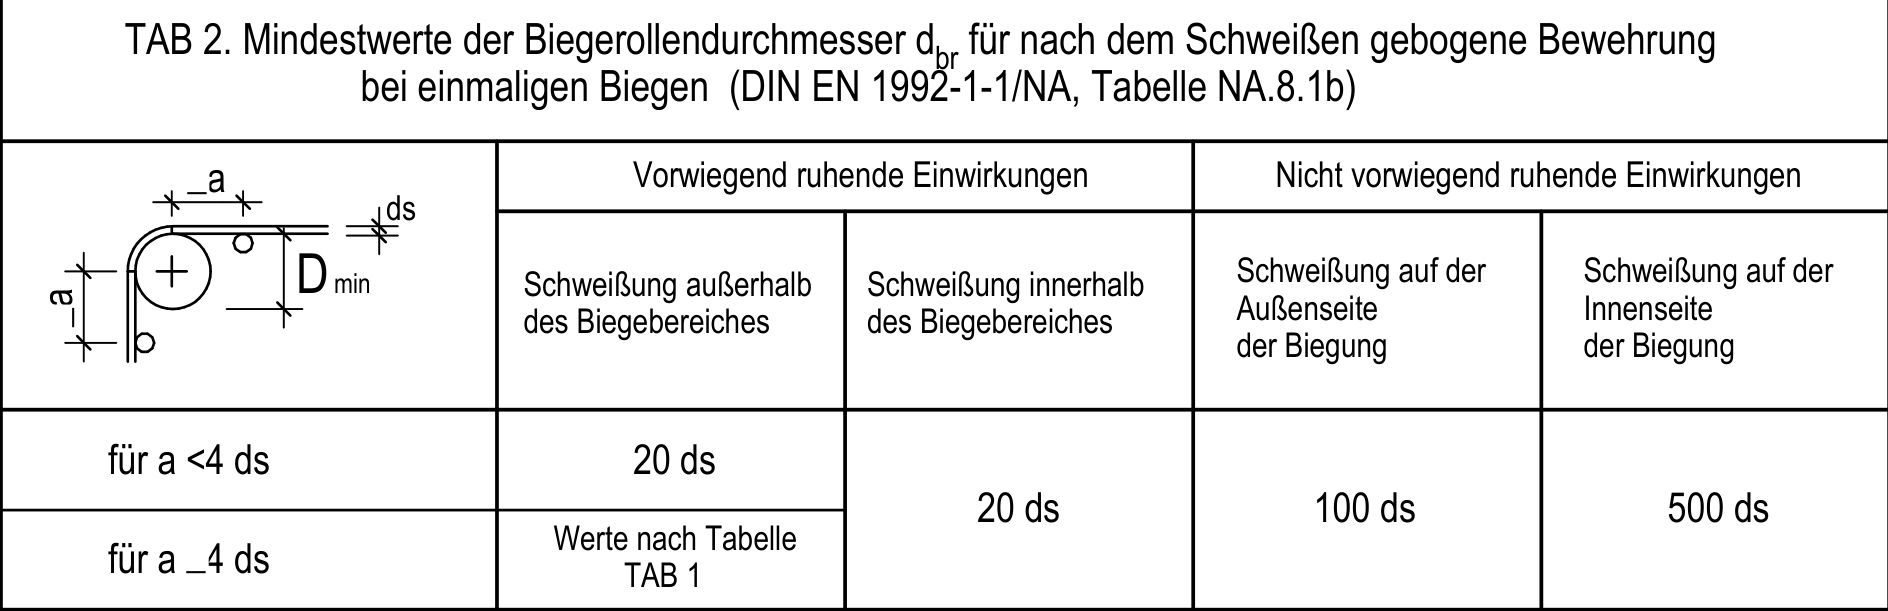 TAB 2. Mindestwerte der Biegerollendurchmesser dbr für nach dem Schweißen gebogene Bewehrung
bei einmaligen Biegen (DIN EN 1992-1-1/NA, Tabelle NA.8.1b)
_a
ds
D min
_a
Vorwiegend ruhende Einwirkungen
Nicht vorwiegend ruhende Einwirkungen
Schweißung außerhalb
des Biegebereiches
Schweißung innerhalb
des Biegebereiches
Schweißung auf der
Außenseite
der Biegung
Schweißung auf der
Innenseite
der Biegung
für a <4 ds
20 ds
20 ds
100 ds
500 ds
für a _4 ds
Werte nach Tabelle
TAB 1